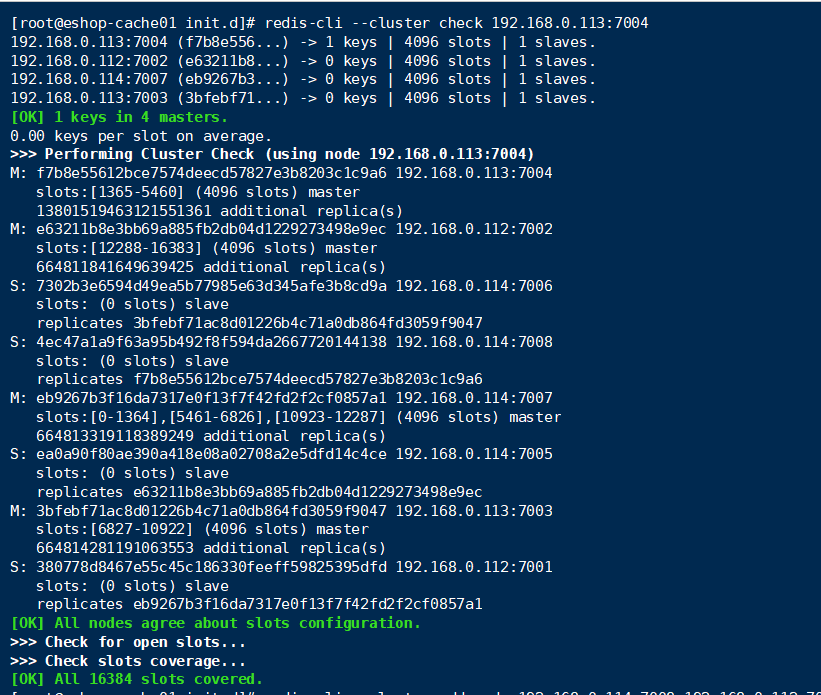 [root@eshop-cache01 init.d]# redis-cli --cluster check 192.168.0.113:7004
192.168.0.113:7004 (f7b8e556...) -> 1 keys | 4096 slots | 1 slaves.
192.168.0.112:7002 (e63211b8...) -> 0 keys | 4096 slots | 1 slaves.
192.168.0.114:7007 (eb9267b3...) -> 0 keys | 4096 slots | 1 slaves.
192.168.0.113:7003 (3bfebf71...) -> 0 keys | 4096 slots | 1 slaves.
[OK] 1 keys in 4 masters.
0.00 keys per slot on average.
>>> Performing Cluster Check (using node 192.168.0.113:7004)
M: f7b8e55612bce7574deecd57827e3b8203c1c9a6 192.168.0.113:7004
slots:[1365-5460] (4096 slots) master
13801519463121551361 additional replica(s)
M: e63211b8e3bb69a885fb2db04d1229273498e9ec 192.168.0.112:7002
slots:[12288-16383] (4096 slots) master
664811841649639425 additional replica(s)
S: 7302b3e6594d49ea5b77985e63d345afe3b8cd9a 192.168.0.114:7006
slots: (0 slots) slave
replicates 3bfebf71ac8d01226b4c71a0db864fd3059f9047
S: 4ec47a1a9f63a95b492f8f594da2667720144138 192.168.0.114:7008
slots: (0 slots) slave
replicates f7b8e55612bce7574deecd57827e3b8203c1c9a6
M: eb9267b3f16da7317e0f13f7f42fd2f2cf0857a1 192.168.0.114:7007
slots:[0-1364],[5461-6826],[10923-12287] (4096 slots) master
664813319118389249 additional replica(s)
S: ea0a90f80ae390a418e08a02708a2e5dfd14c4ce 192.168.0.114:7005
slots: (0 slots) slave
replicates e63211b8e3bb69a885fb2db04d1229273498e9ec
M: 3bfebf71ac8d01226b4c71a0db864fd3059f9047 192.168.0.113:7003
slots:[6827-10922] (4096 slots) master
664814281191063553 additional replica(s)
S: 380778d8467e55c45c186330feeff59825395dfd 192.168.0.112:7001
slots: (0 slots) slave
replicates eb9267b3f16da7317e0f13f7f42fd2f2cf0857a1
[OK] All nodes agree about slots configuration.
>>> Check for open slots...
>>> Check slots coverage...
[OK] All 16384 slots covered.